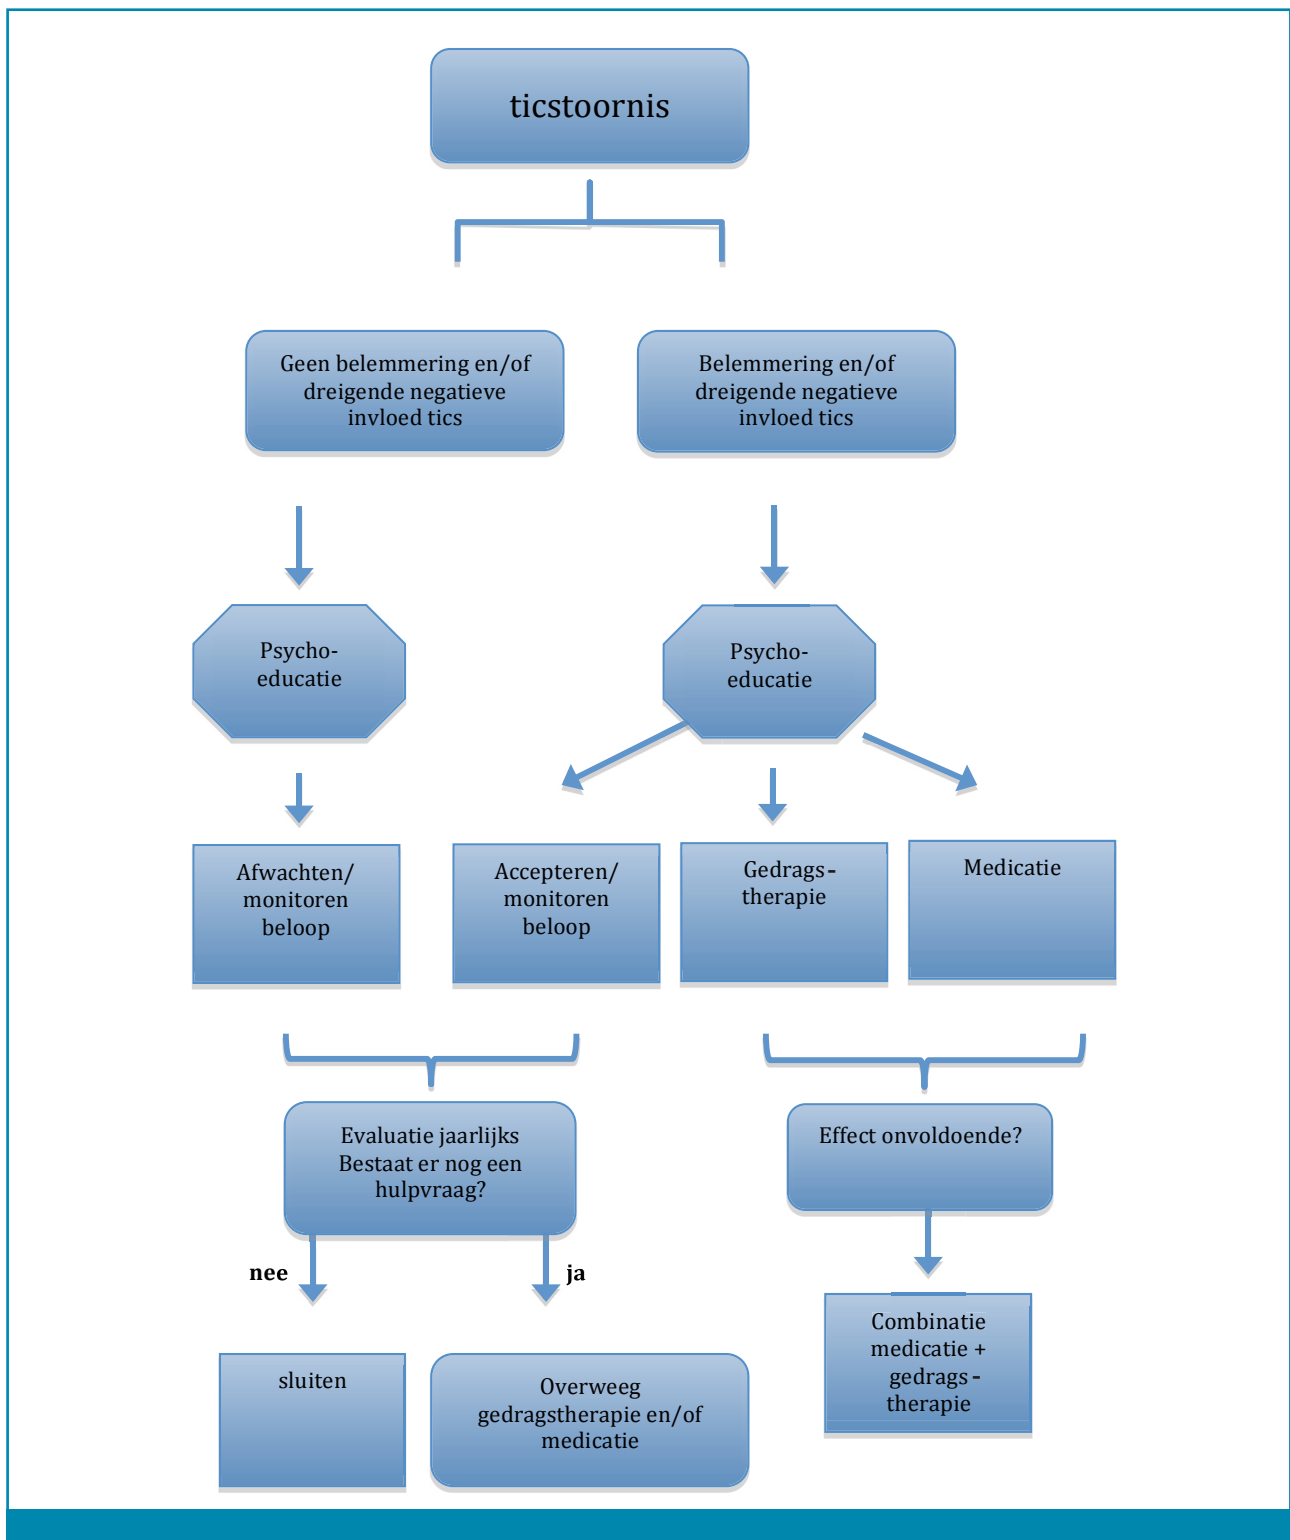 ticstoornis
Geen belemmering en/of
dreigende negatieve
invloed tics
Belemmering en/of
dreigende negatieve
invloed tics
Psycho-
educatie
Psycho-
educatie
Afwachten/
monitoren
beloop
Accepteren/
monitoren
beloop
Gedrags-
therapie
Medicatie
Evaluatie jaarlijks
Bestaat er nog een
hulpvraag?
Effect onvoldoende?
nee
ja
sluiten
Overweeg
gedragstherapie en/of
medicatie
Combinatie
medicatie +
gedrags-
therapie